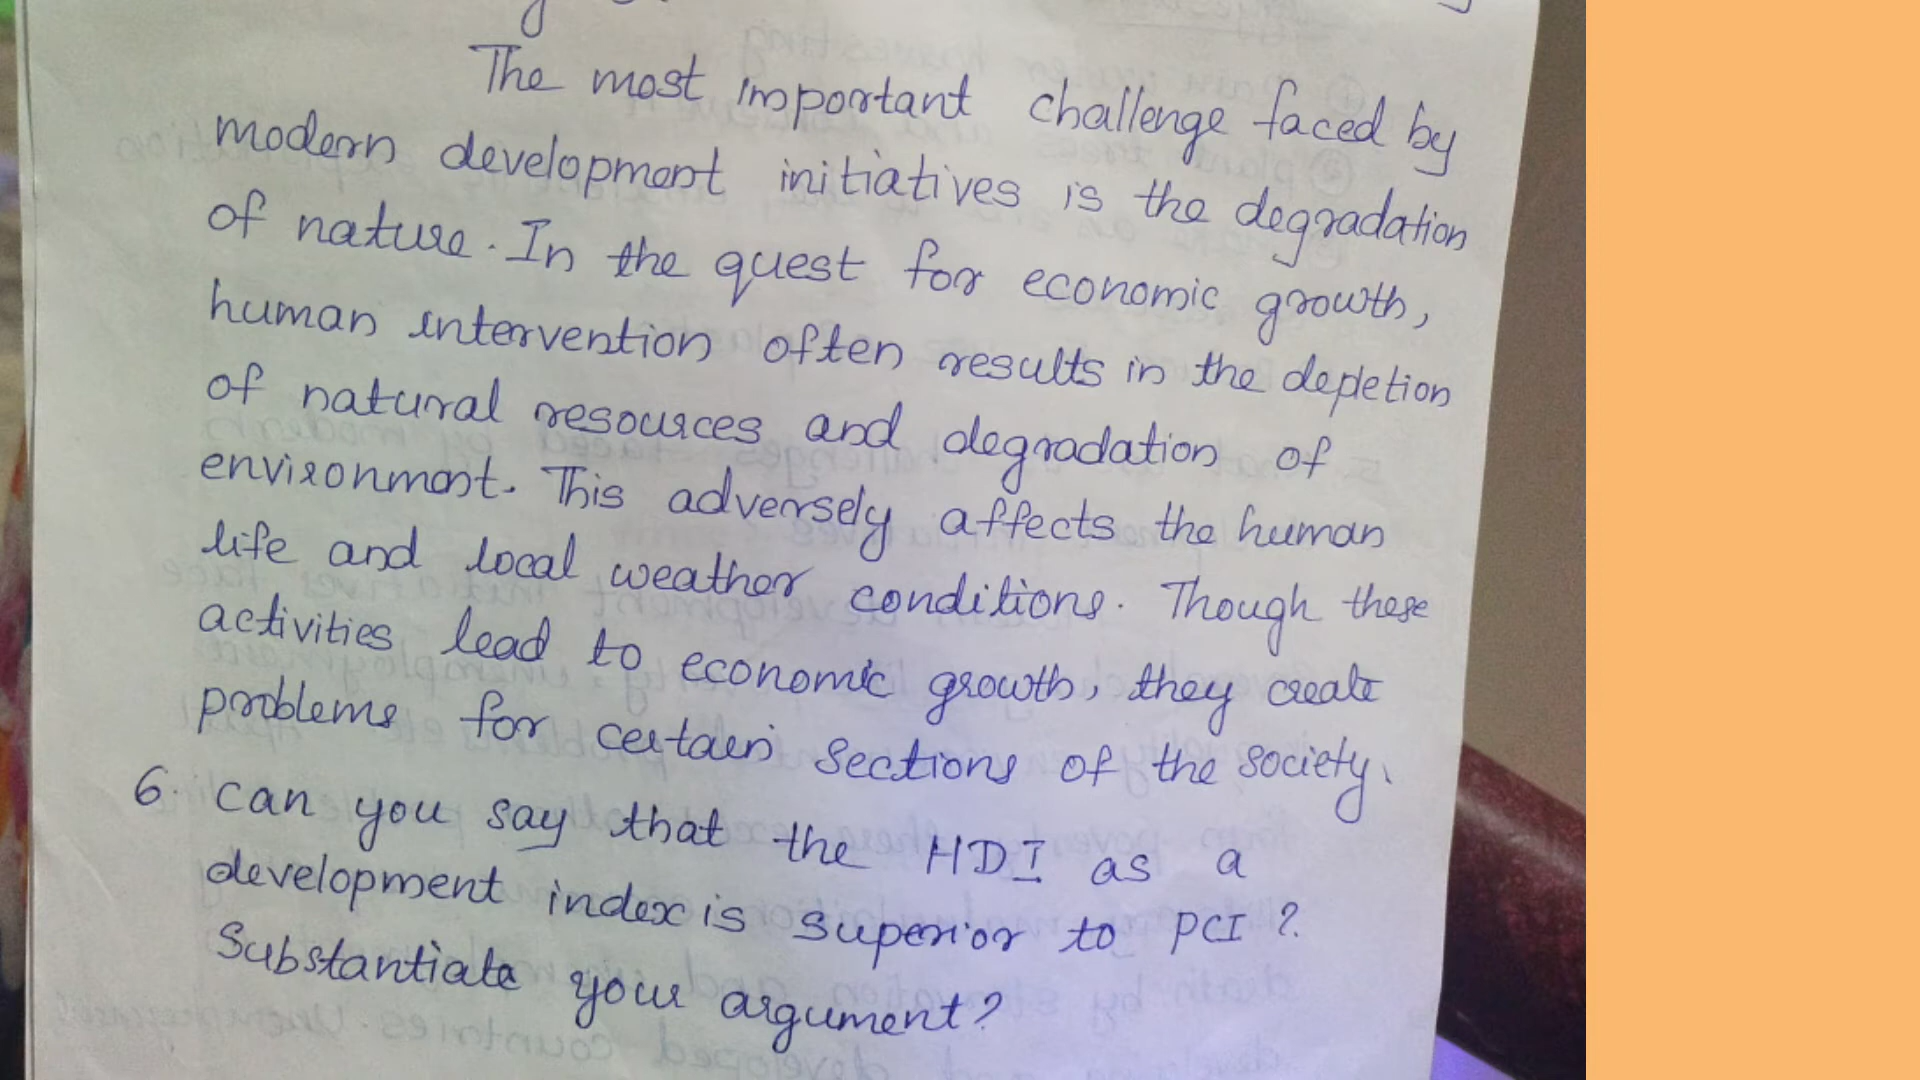 The most important challenge faced by
modern development initiatives is the degradation
of nature. In the quest for economic growth,
human intervention often results in the depletion
of natural resources and degradation of
environment. This adversely affects the human
life and local weather conditions. Though these
activities lead to economic growth, they create
problems for certain sections of the society.
6. Can you say that the HDI as a
development index is superior to PCI?
Substantiate your argument?